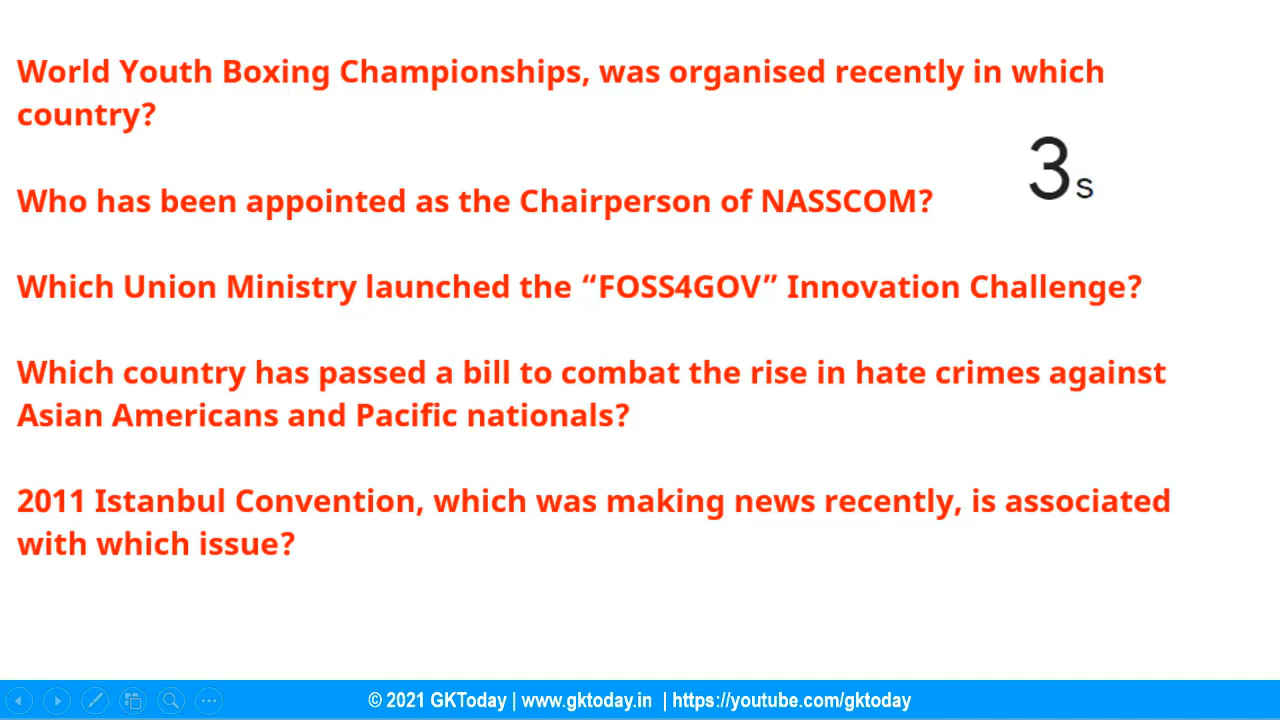 World Youth Boxing Championships, was organised recently in which
country?
3s
Who has been appointed as the Chairperson of NASSCOM?
Which Union Ministry launched the “FOSS4GOV” Innovation Challenge?
Which country has passed a bill to combat the rise in hate crimes against
Asian Americans and Pacific nationals?
2011 Istanbul Convention, which was making news recently, is associated
with which issue?
© 2021 GKToday | www.gktoday.in | https://youtube.com/gktoday